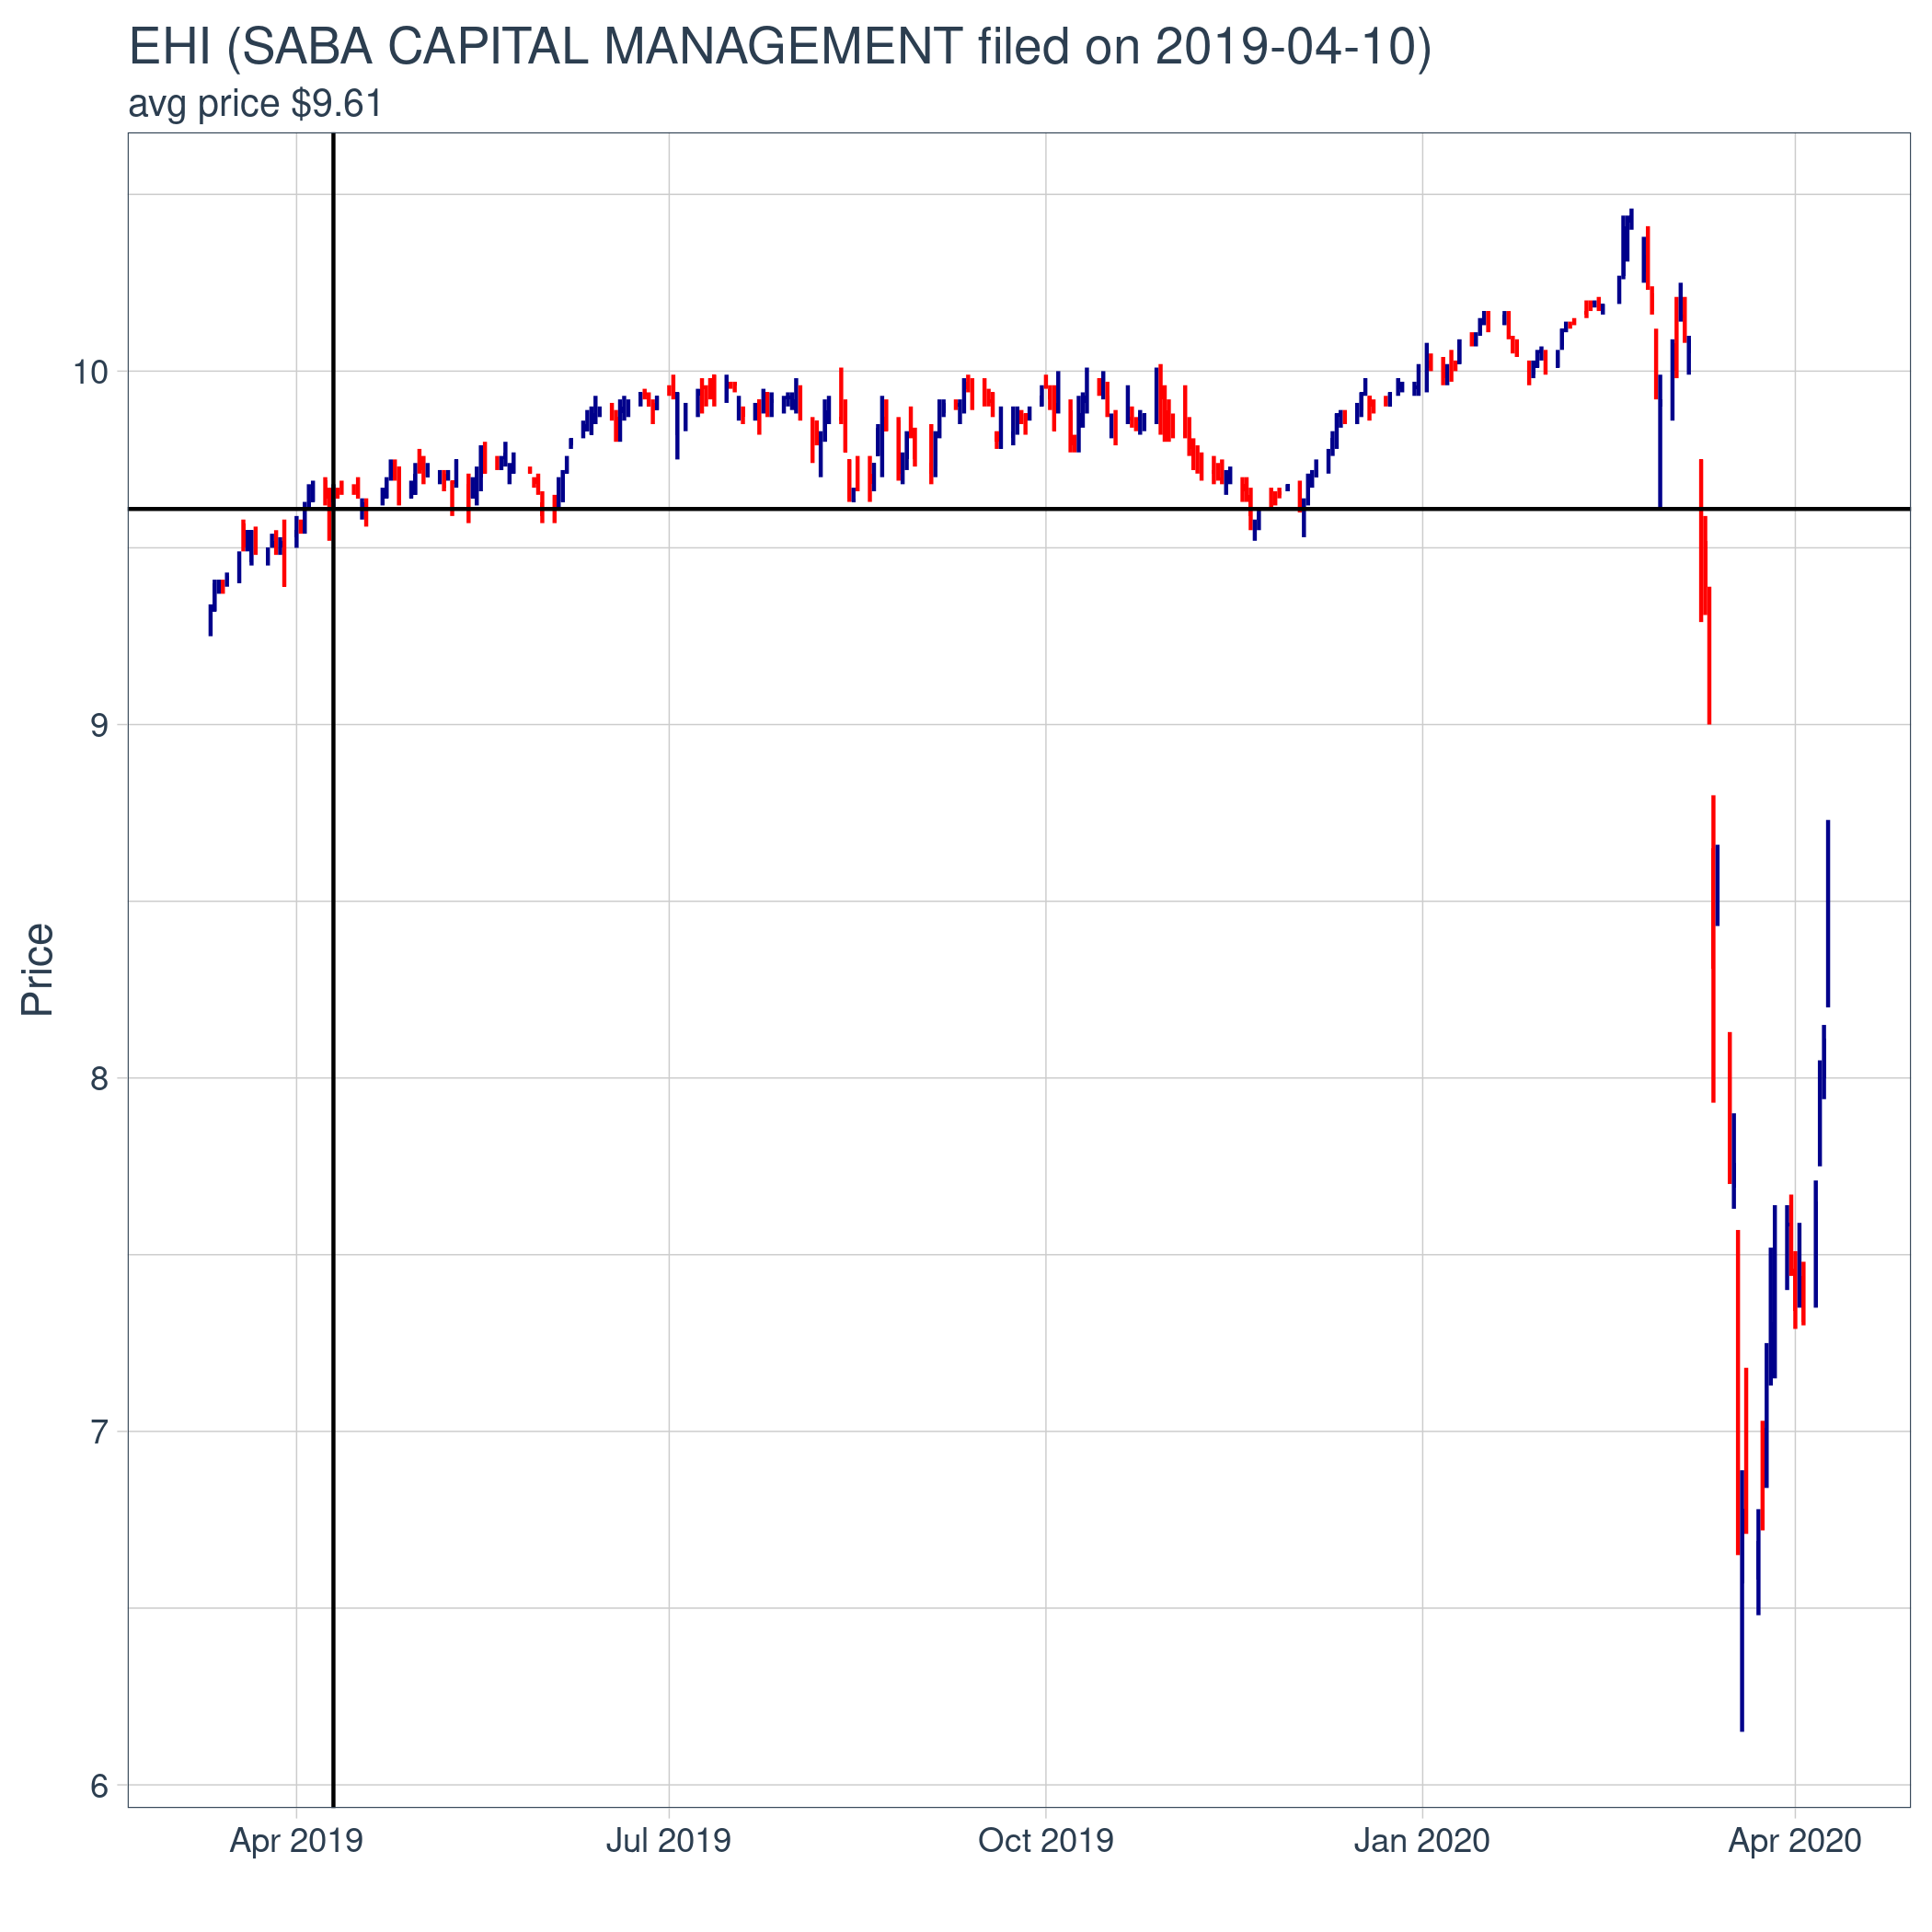 EHI (SABA CAPITAL MANAGEMENT filed on 2019-04-10)
avg price $9.61
Price
10
9
8
7
6
Apr 2019
Jul 2019
Oct 2019
Jan 2020
Apr 2020